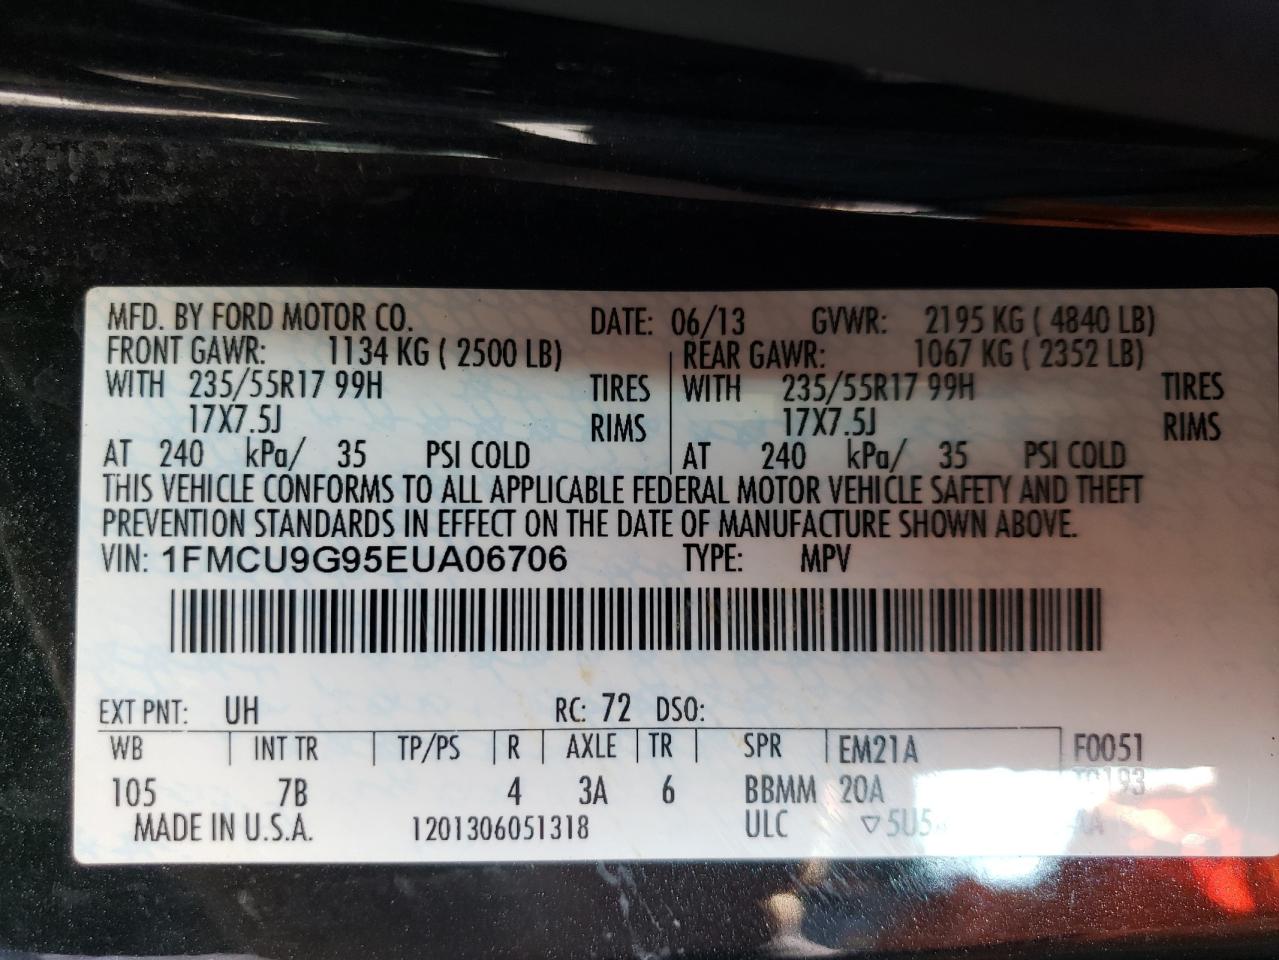 MFD. BY FORD MOTOR CO. DATE: 06/13 GVWR: 2195 KG ( 4840 LB)
FRONT GAWR: 1134 KG ( 2500 LB) REAR GAWR: 1067 KG ( 2352 LB)
WITH 235/55R17 99H TIRES WITH 235/55R17 99H TIRES
17X7.5J RIMS 17X7.5J RIMS
AT 240 kPa/ 35 PSI COLD AT 240 kPa/ 35 PSI COLD
THIS VEHICLE CONFORMS TO ALL APPLICABLE FEDERAL MOTOR VEHICLE SAFETY AND THEFT
PREVENTION STANDARDS IN EFFECT ON THE DATE OF MANUFACTURE SHOWN ABOVE.
VIN: 1FMCU9G95EUA06706 TYPE: MPV
EXT PNT: UH RC: 72 DSO:
WB INT TR TP/PS R AXLE TR SPR EM21A F0051
105 7B 4 3A 6 BBMM 20A
MADE IN U.S.A. 1201306051318 ULC